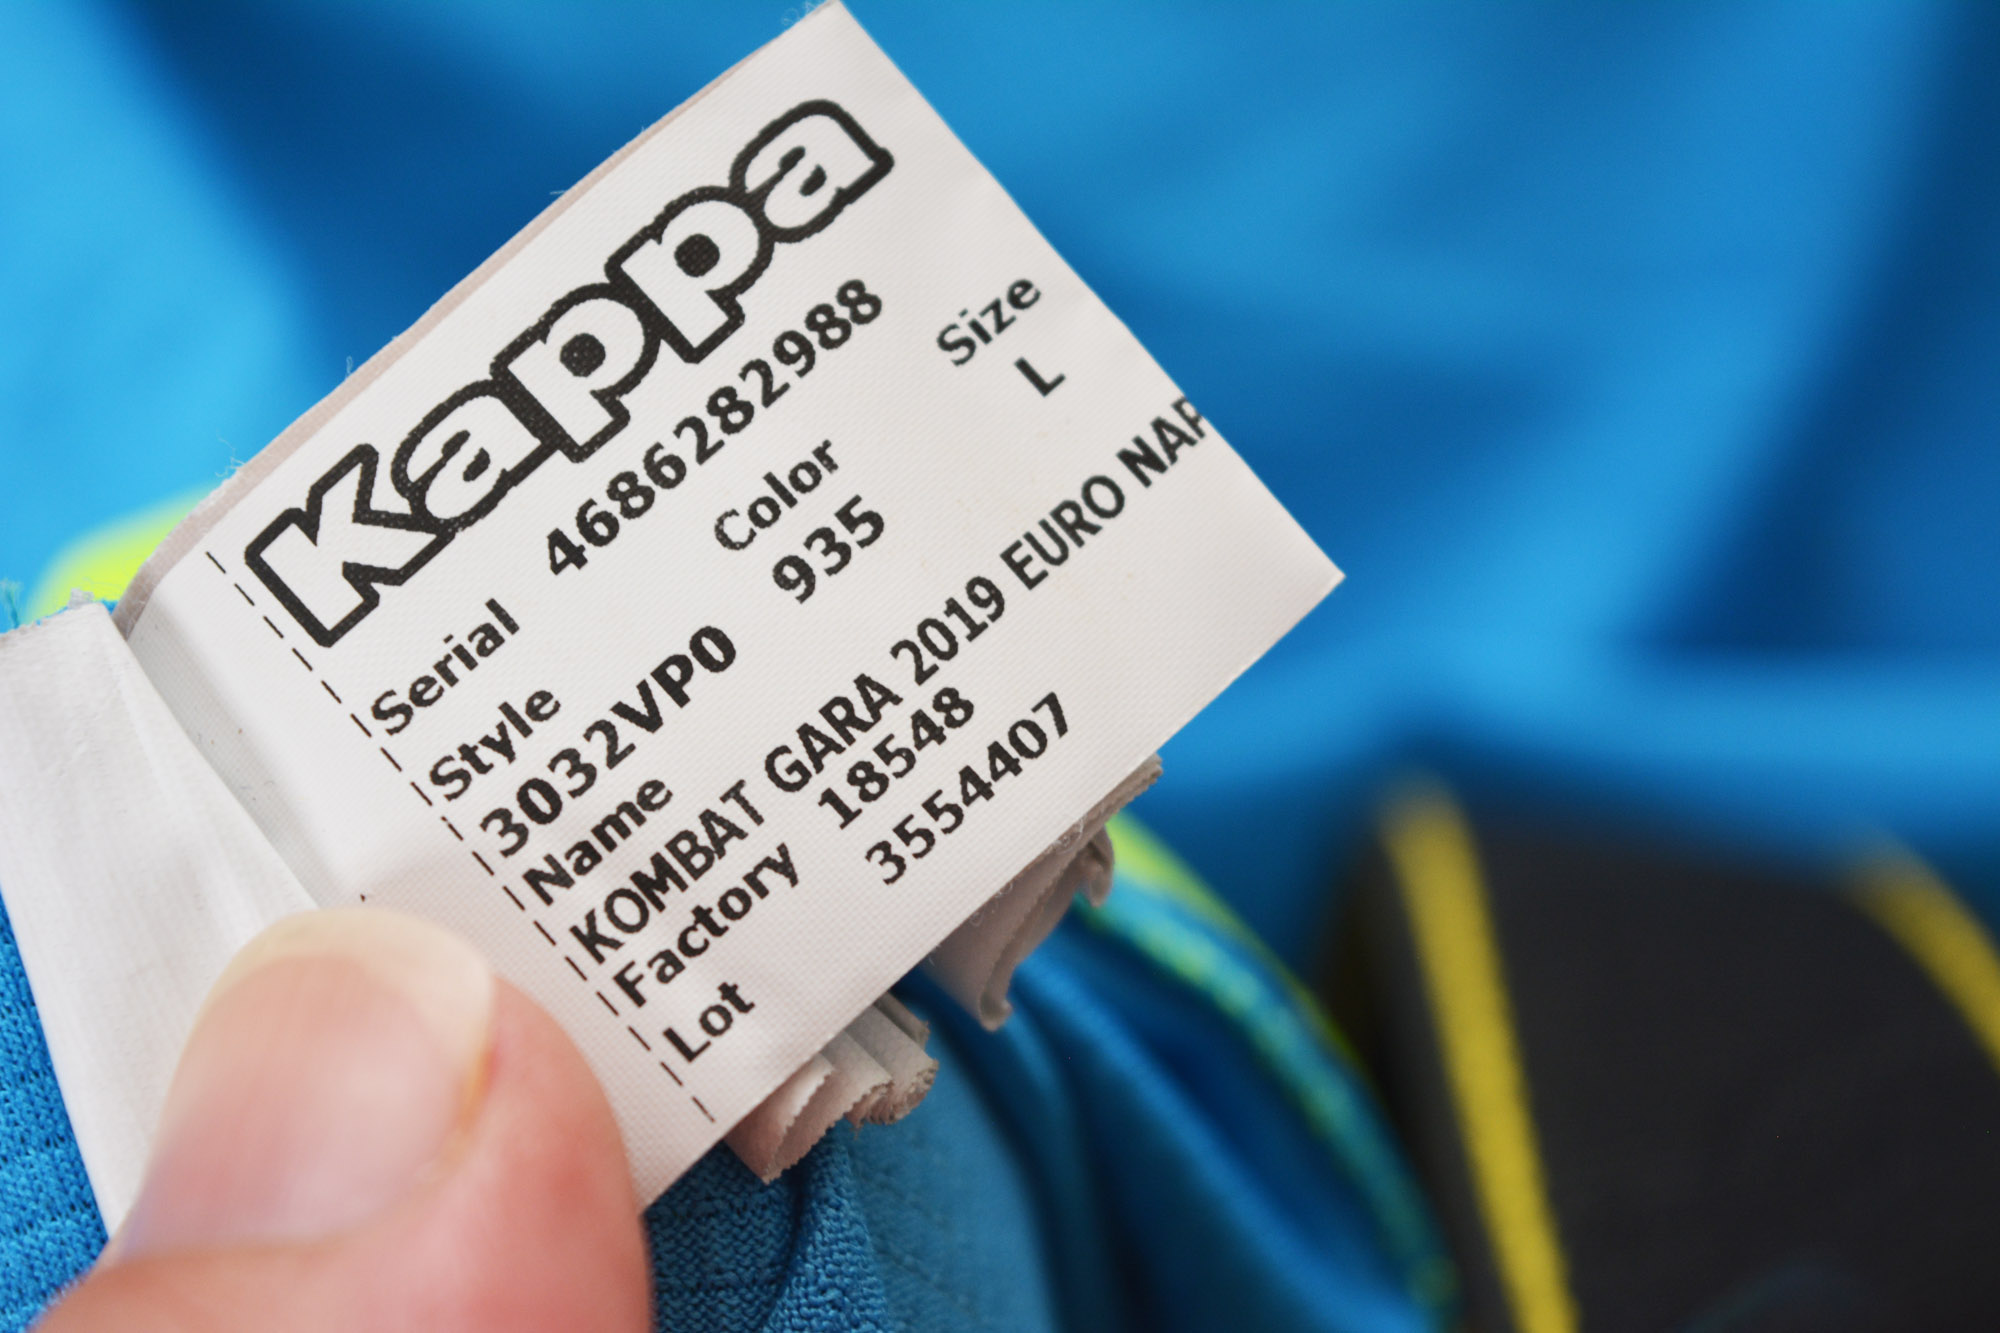 Kappa
Serial 4686282988
Style Color Size
3032VP0 935 L
Name
KOMBAT GARA 2019 EURO NAP
Factory 18548
Lot 3554407